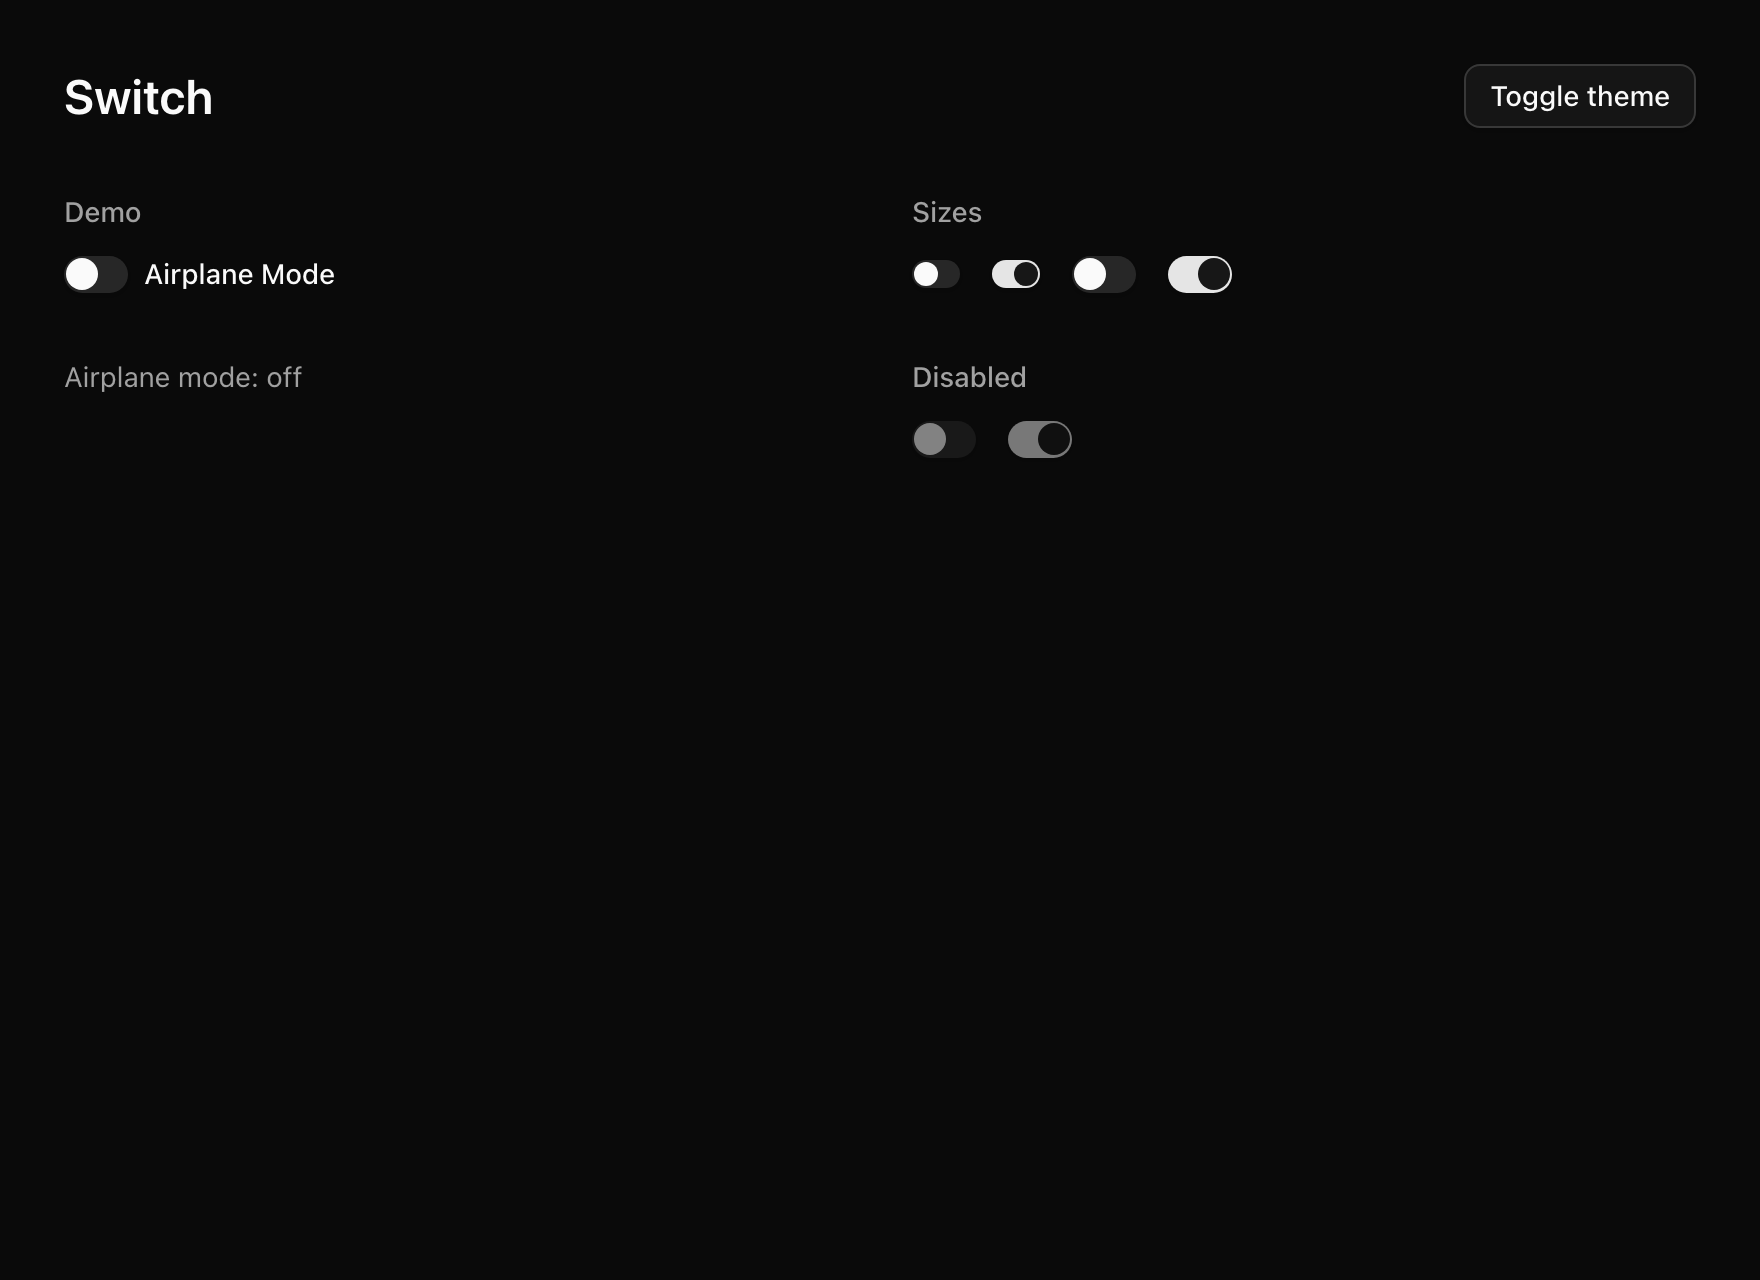 Switch
Toggle theme
Demo
Airplane Mode
Airplane mode: off
Sizes
Disabled